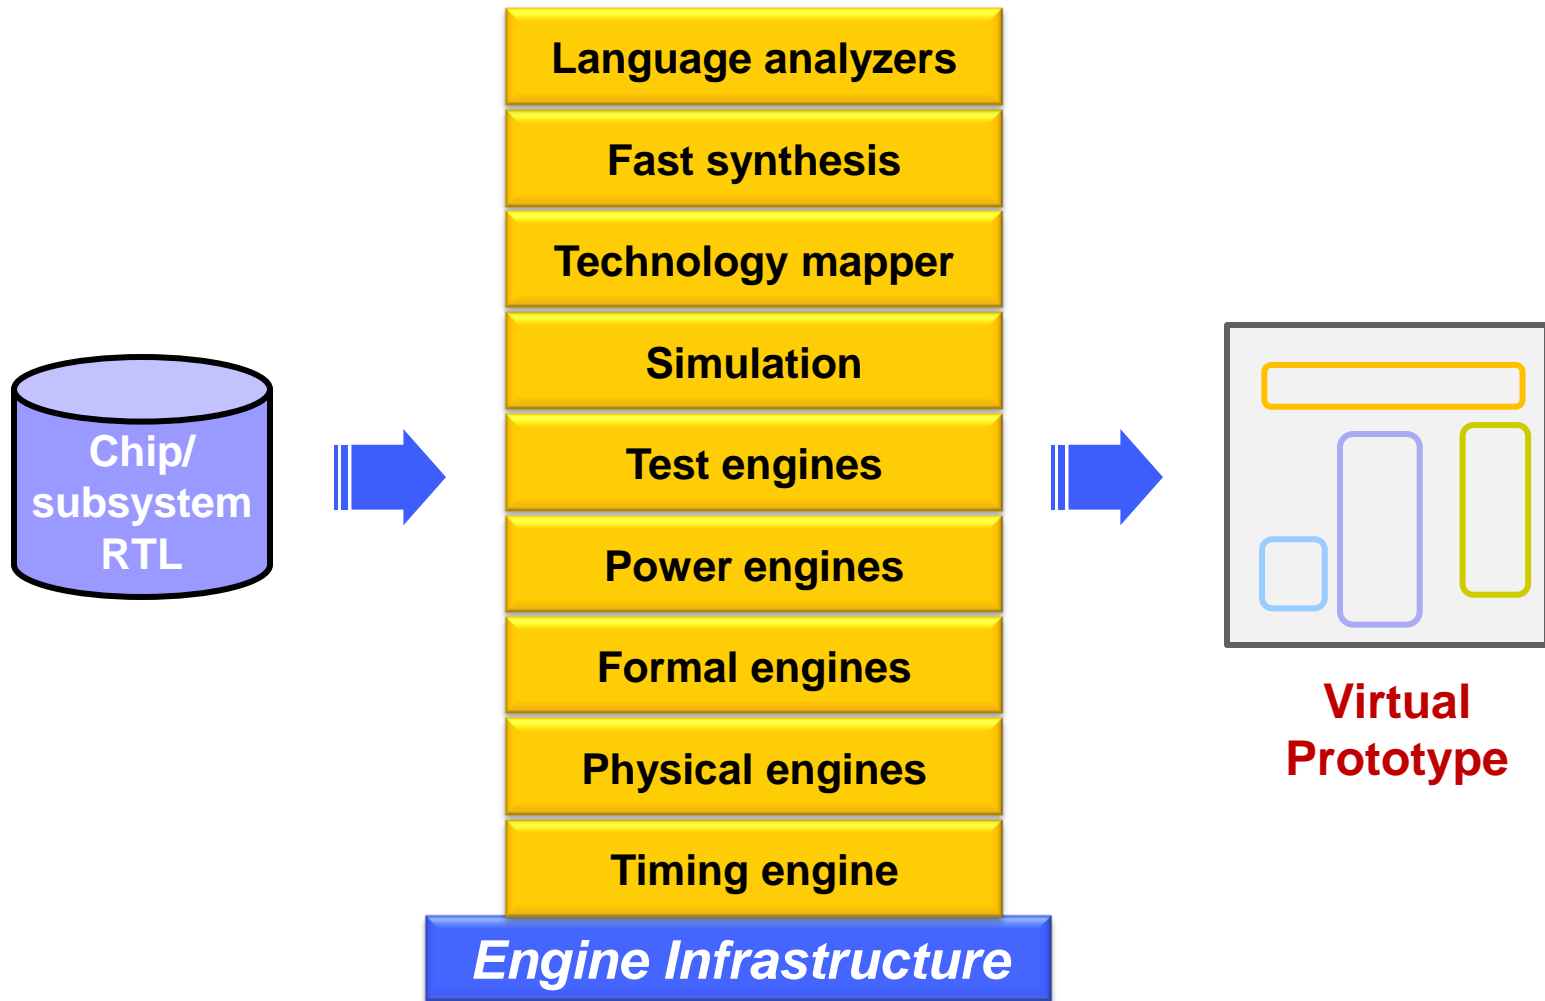 Language analyzers
Fast synthesis
Technology mapper
Simulation
Test engines
Power engines
Formal engines
Physical engines
Timing engine
Engine Infrastructure
Chip/
subsystem
RTL
Virtual
Prototype